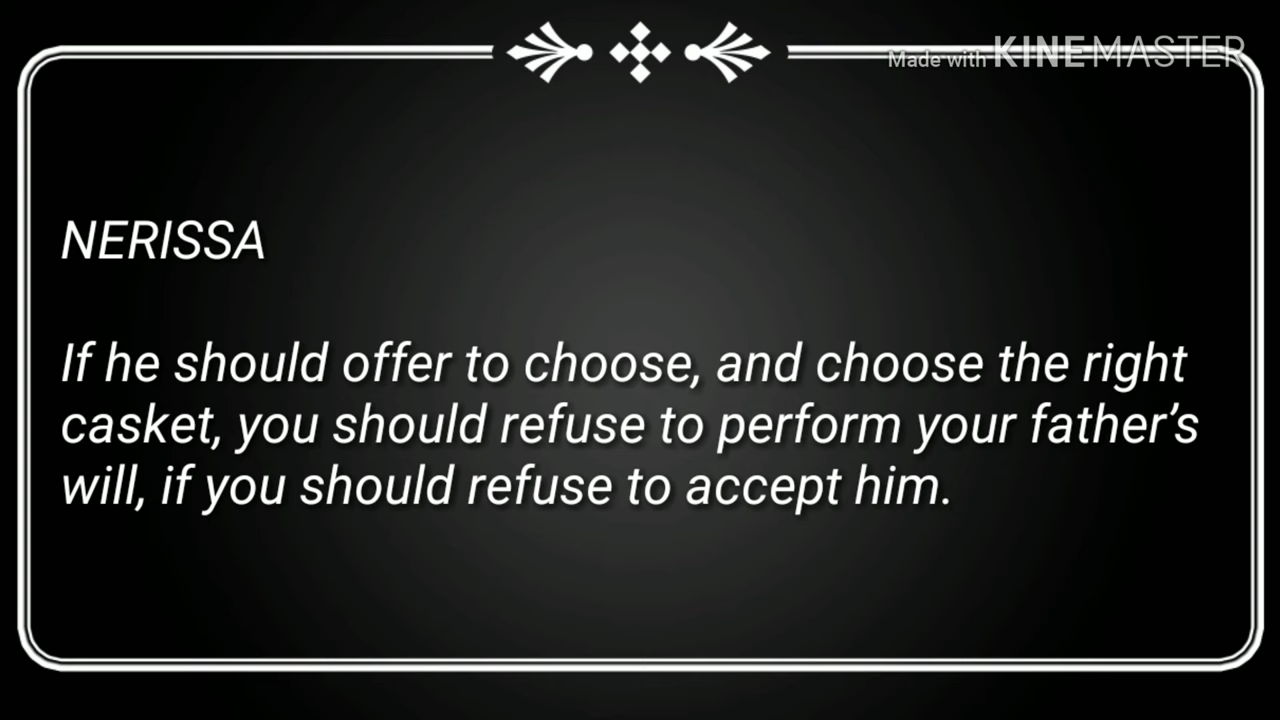 Made with KINEMASTER
NERISSA
If he should offer to choose, and choose the right
casket, you should refuse to perform your father’s
will, if you should refuse to accept him.